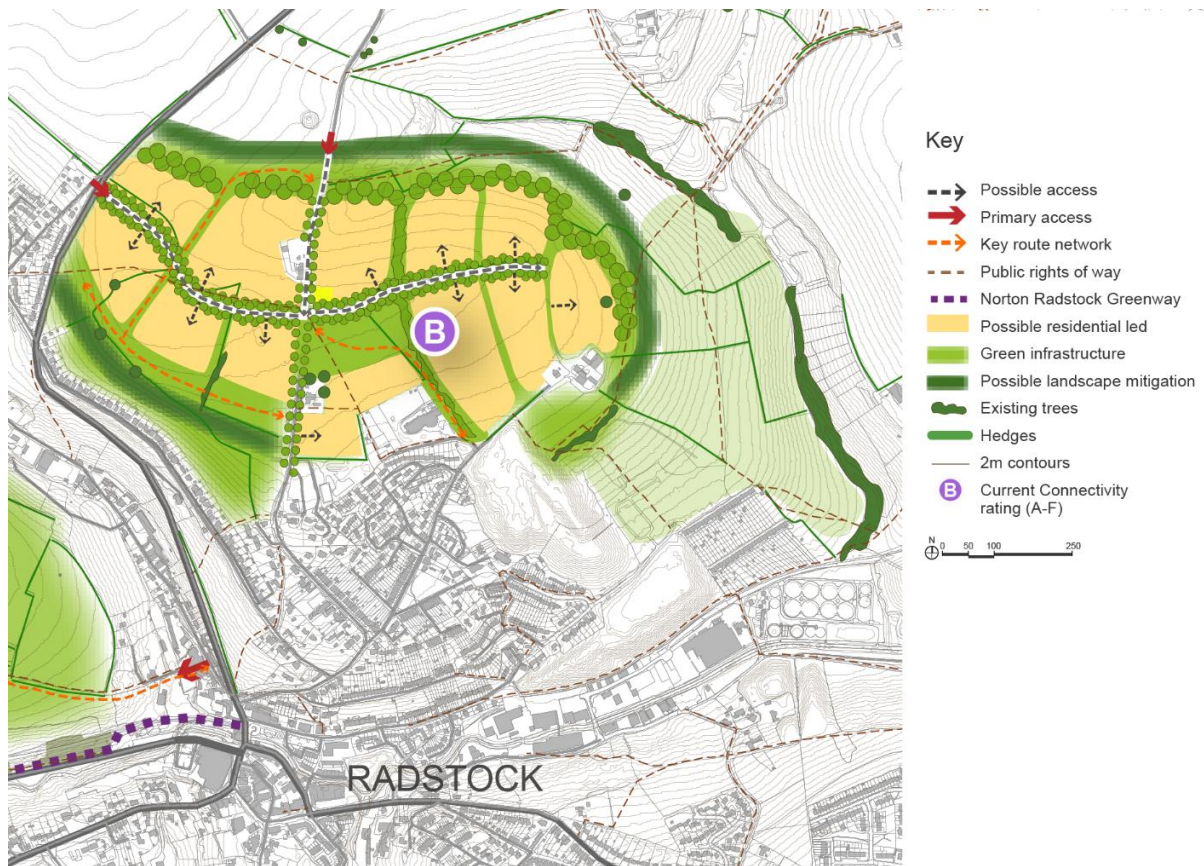 Key
Possible access
Primary access
Key route network
Public rights of way
Norton Radstock Greenway
Possible residential led
Green infrastructure
Possible landscape mitigation
Existing trees
Hedges
2m contours
B
Current Connectivity
rating (A-F)
N
0 50 100 250
B
RADSTOCK